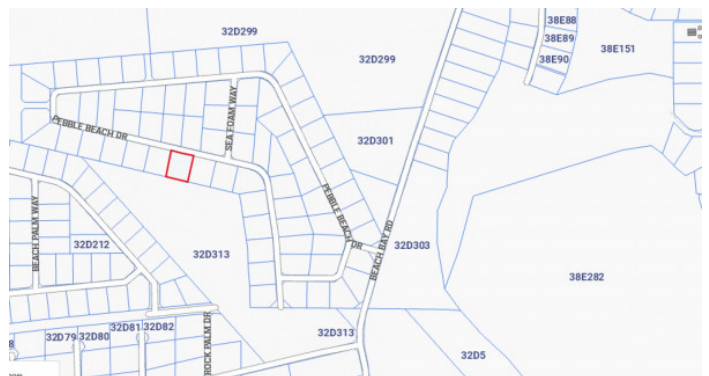 38E88
32D299
38E89
38E151
38E90
32D299
SEA FOAM WAY
PEBBLE BEACH DR
32D301
PEBBLE BEACH DR
BEACH PALM WAY
32D212
32D313
BEACH BAY RD
32D303
38E282
32D79
32D80
32D81
32D82
ROCK PALM DR
32D313
32D5